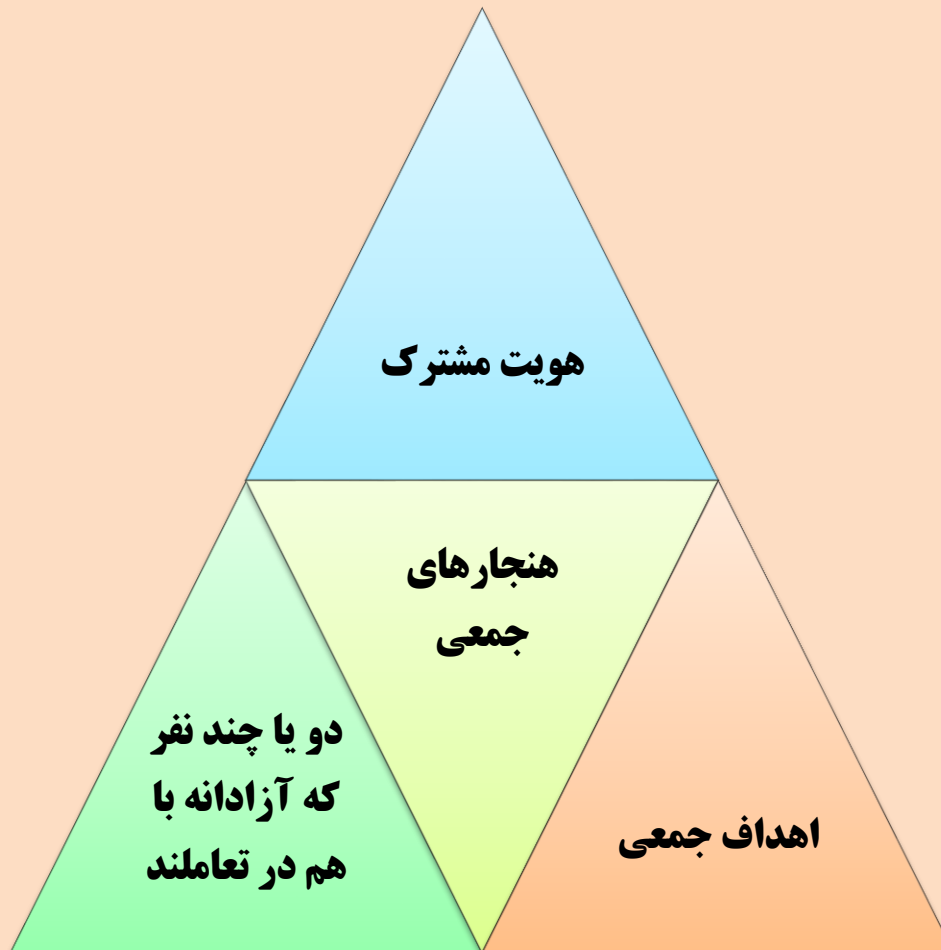 هویت مشترک
هنجارهای
جمعی
دو یا چند نفر
که آزادانه با
هم در تعاملند
اهداف جمعی